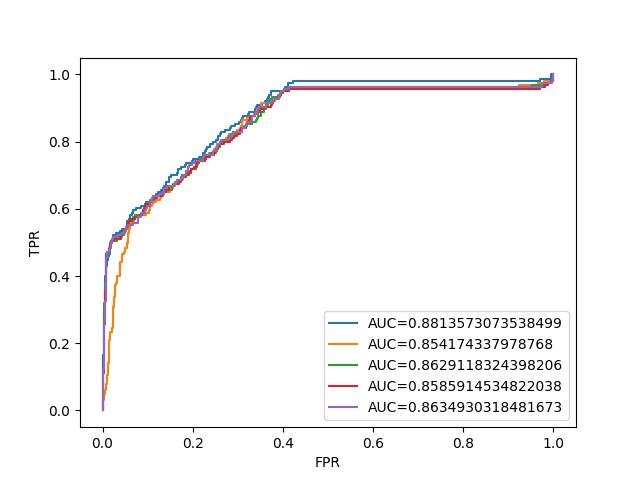 1.0
0.8
0.6
0.4
0.2
0.0
TPR
AUC=0.8813573073538499
AUC=0.854174337978768
AUC=0.8629118324398206
AUC=0.8585914534822038
AUC=0.8634930318481673
0.0 0.2 0.4 0.6 0.8 1.0
FPR